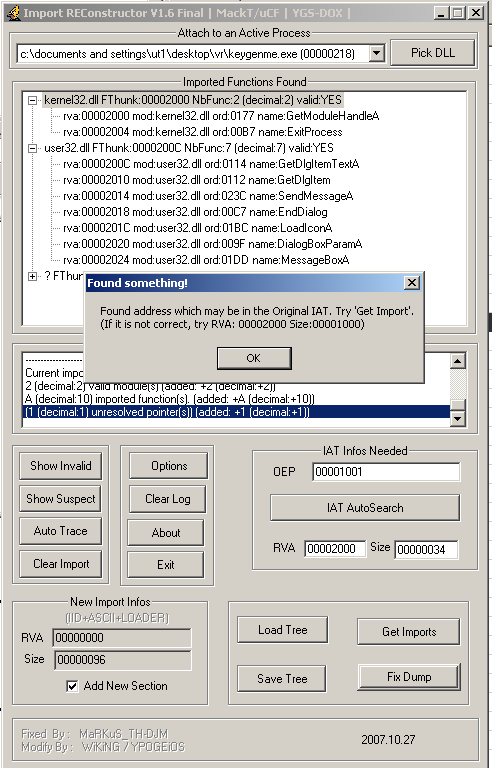 Import REConstructor V1.6 Final | MackT/uCF | YGS-DOX |
Attach to an Active Process
c:\documents and settings\ut1\desktop\vr\keygenme.exe (00000218)
Pick DLL
Imported Functions Found
kernel32.dll FThunk:00002000 NbFunc:2 (decimal:2) valid:YES
rva:00002000 mod:kernel32.dll ord:0177 name:GetModuleHandleA
rva:00002004 mod:kernel32.dll ord:00B7 name:ExitProcess
user32.dll FThunk:0000200C NbFunc:7 (decimal:7) valid:YES
rva:0000200C mod:user32.dll ord:0114 name:GetDlgItemTextA
rva:00002010 mod:user32.dll ord:0112 name:GetDlgItem
rva:00002014 mod:user32.dll ord:023C name:SendMessageA
rva:00002018 mod:user32.dll ord:00C7 name:EndDialog
rva:0000201C mod:user32.dll ord:01BC name:LoadIconA
rva:00002020 mod:user32.dll ord:009F name:DialogBoxParamA
rva:00002024 mod:user32.dll ord:01DD name:MessageBoxA
? FThu
Found something!
Found address which may be in the Original IAT. Try 'Get Import'.
(If it is not correct, try RVA: 00002000 Size:00001000)
OK
Current impo
2 (decimal:2) valid module(s) (added: +2 (decimal:+2))
A (decimal:10) imported function(s). (added: +A (decimal:+10))
(1 (decimal:1) unresolved pointer(s)) (added: +1 (decimal:+1))
Show Invalid
Options
Show Suspect
Clear Log
Auto Trace
About
Clear Import
Exit
IAT Infos Needed
OEP 00001001
IAT AutoSearch
RVA 00002000 Size 00000034
New Import Infos
(IID+ASCII+LOADER)
RVA 00000000
Size 00000096
Add New Section
Load Tree
Get Imports
Save Tree
Fix Dump
Fixed By : MaRKuS_TH-DJM
Modify By : WiKiNG / YPOGEiOS
2007.10.27